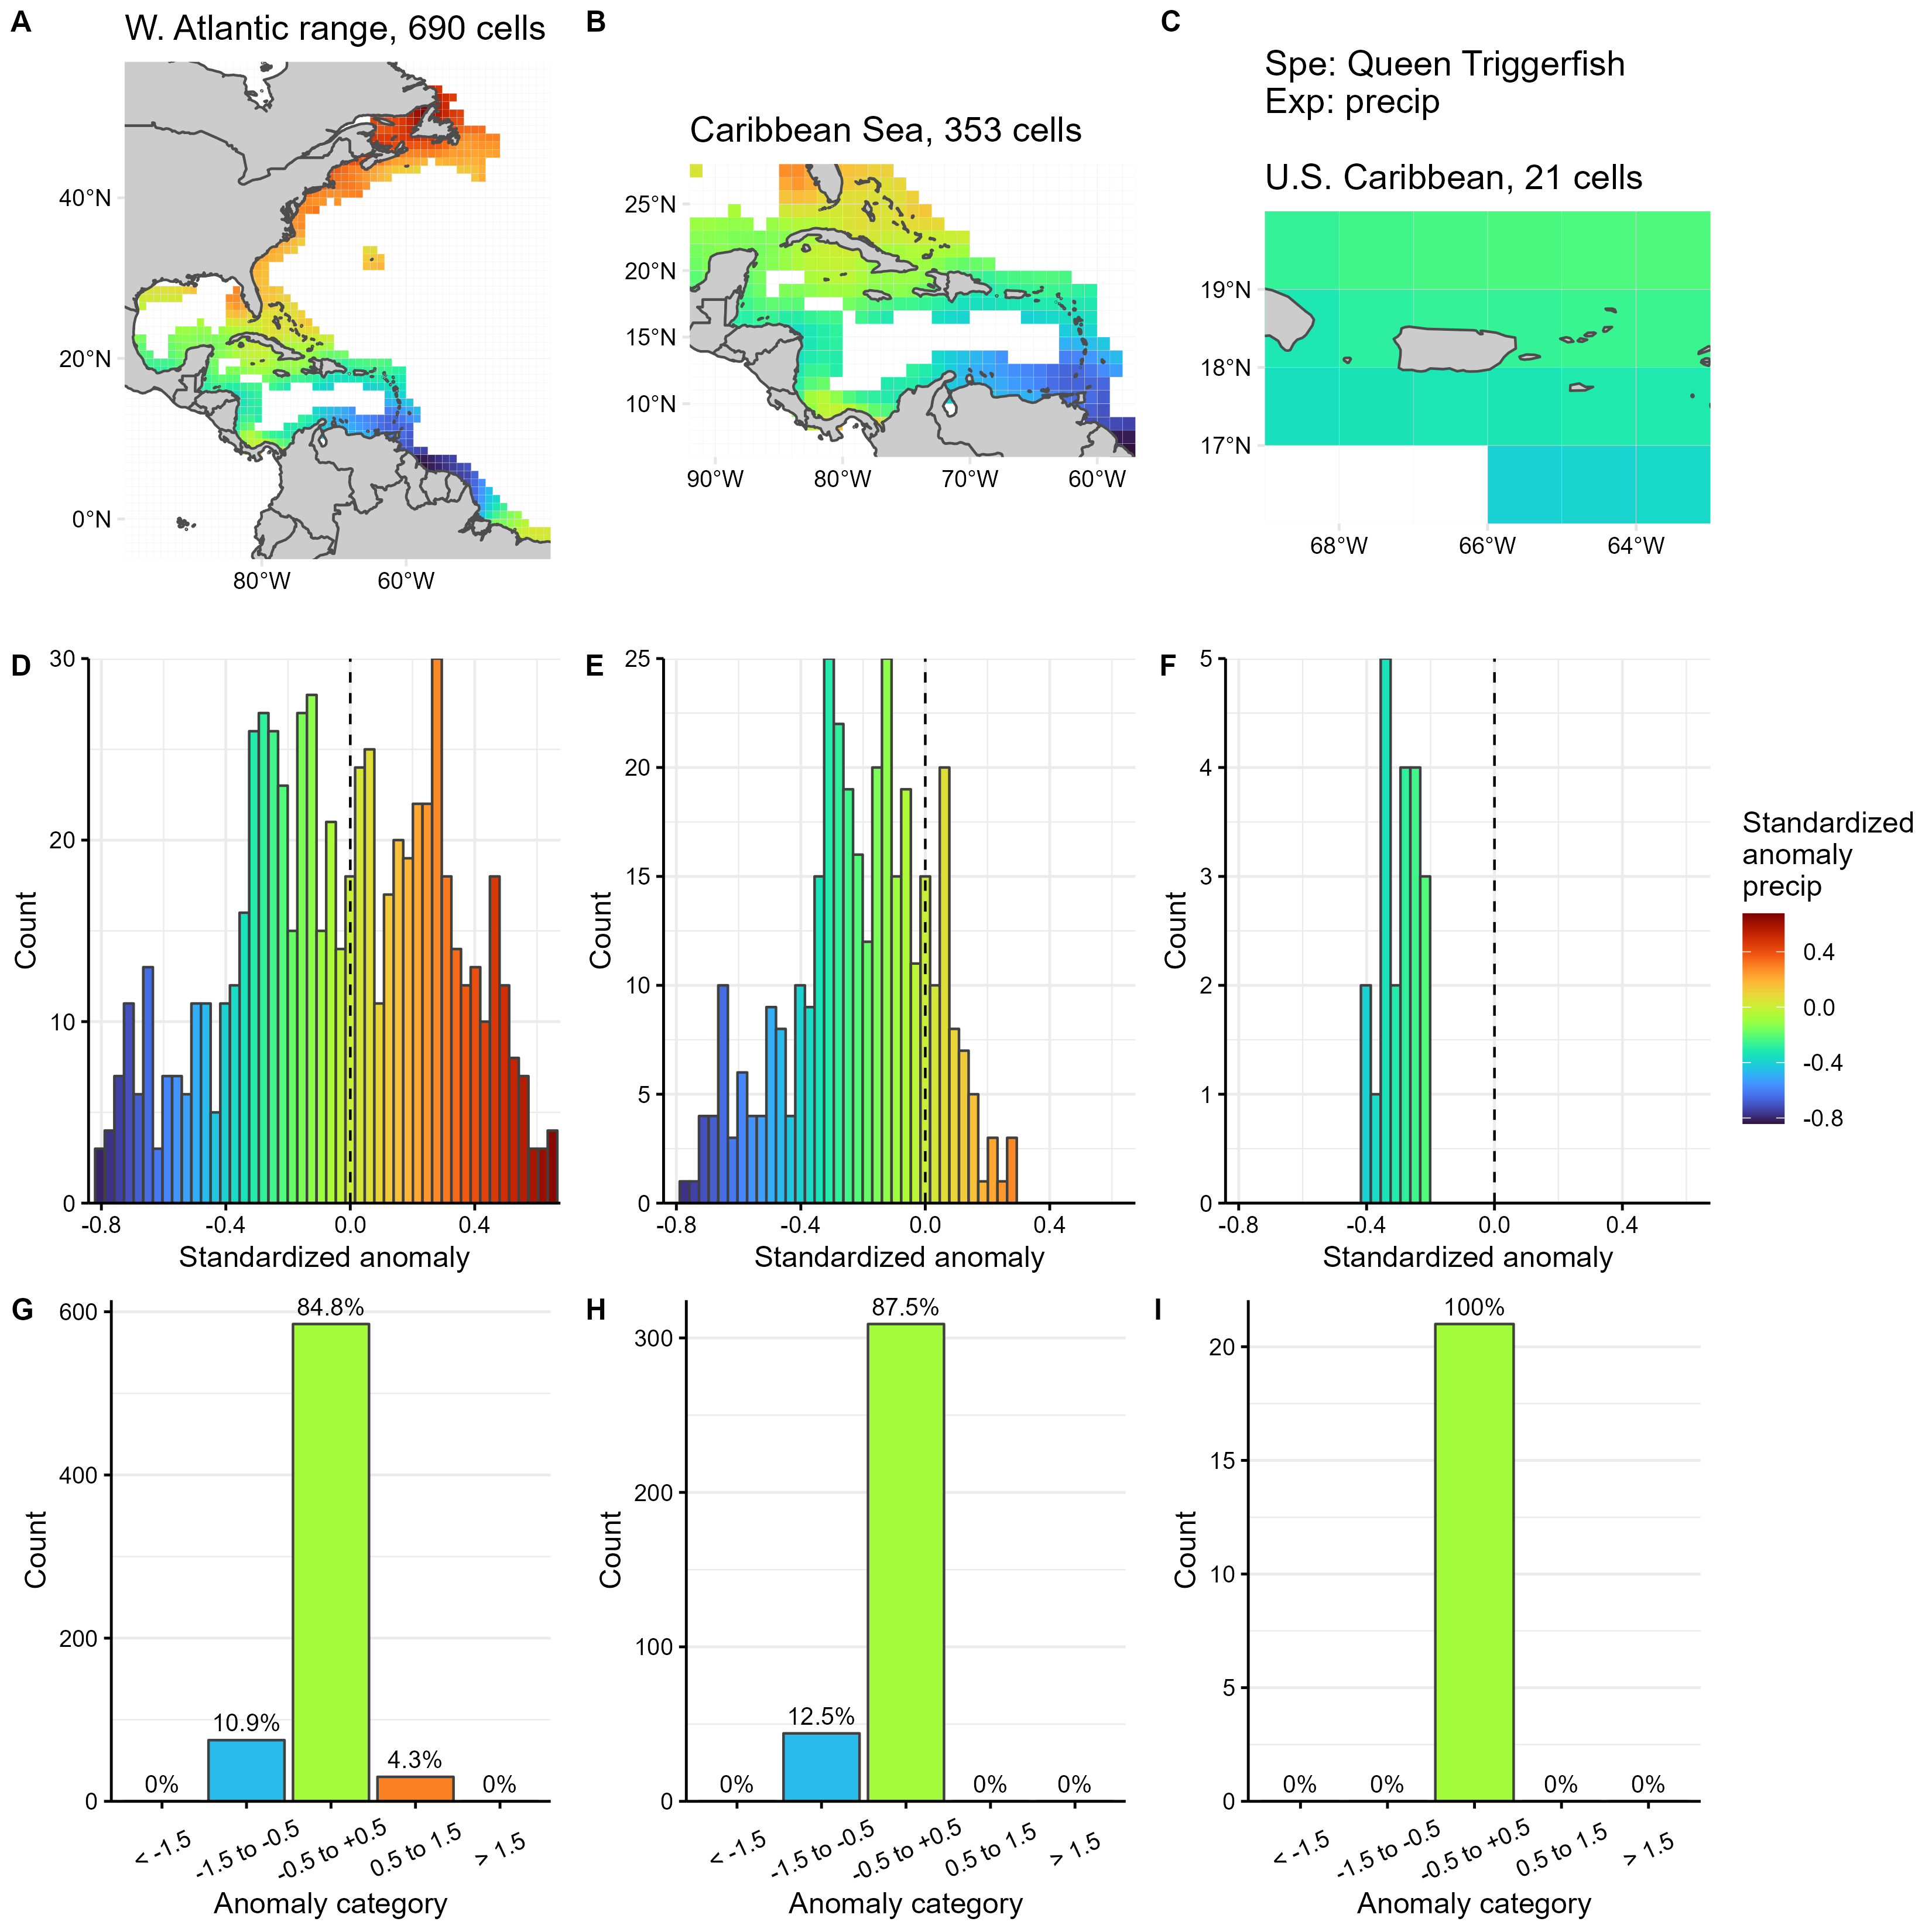 A
W. Atlantic range, 690 cells
40°N
20°N
0°N
80°W
60°W
B
Caribbean Sea, 353 cells
25°N
20°N
15°N
10°N
90°W
80°W
70°W
60°W
C
Spe: Queen Triggerfish
Exp: precip
U.S. Caribbean, 21 cells
19°N
18°N
17°N
68°W
66°W
64°W
D
30
20
10
0
Count
-0.8
-0.4
0.0
0.4
Standardized anomaly
E
25
20
15
10
5
0
Count
-0.8
-0.4
0.0
0.4
Standardized anomaly
F
5
4
3
2
1
0
Count
-0.8
-0.4
0.0
0.4
Standardized anomaly
Standardized
anomaly
precip
0.4
0.0
-0.4
-0.8
G
600
400
200
0
Count
0%
10.9%
84.8%
4.3%
0%
< -1.5
-1.5 to -0.5
-0.5 to +0.5
0.5 to 1.5
> 1.5
Anomaly category
H
300
200
100
0
Count
0%
12.5%
87.5%
0%
0%
< -1.5
-1.5 to -0.5
-0.5 to +0.5
0.5 to 1.5
> 1.5
Anomaly category
I
20
15
10
5
0
Count
0%
0%
100%
0%
0%
< -1.5
-1.5 to -0.5
-0.5 to +0.5
0.5 to 1.5
> 1.5
Anomaly category